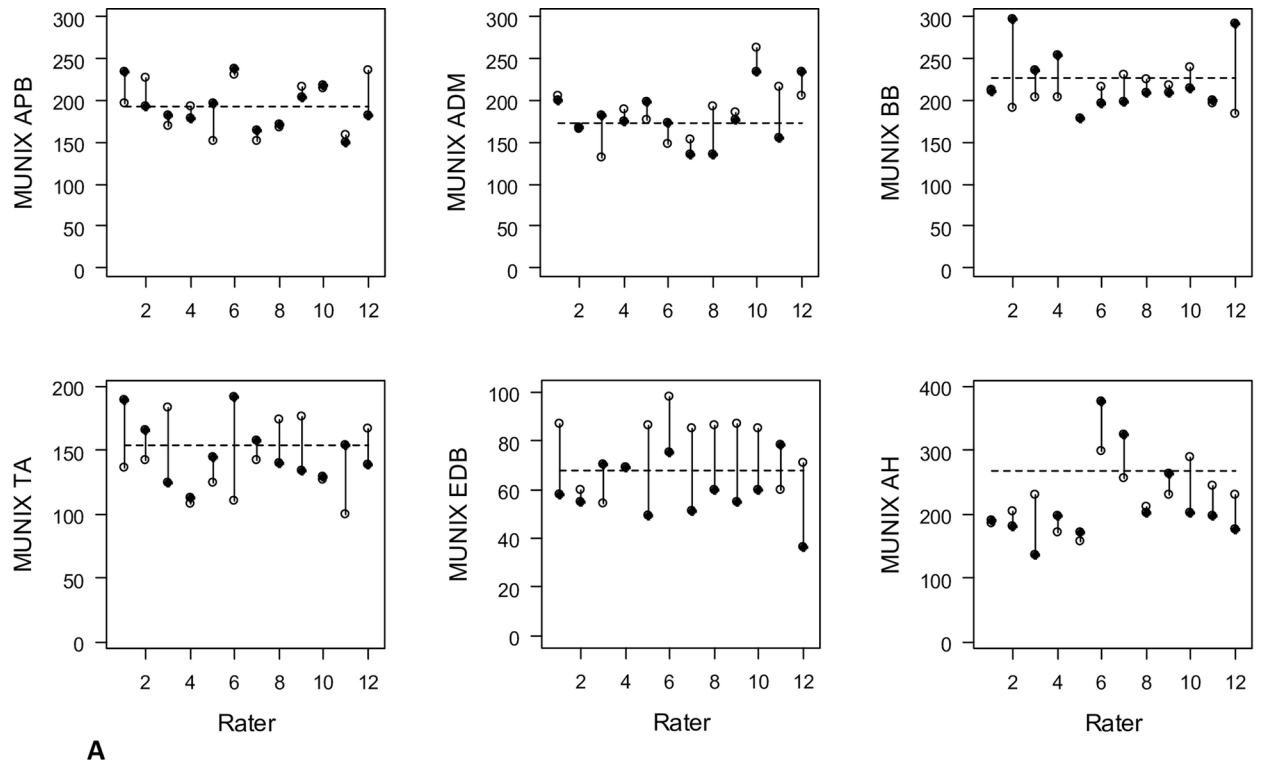 MUNIX APB
300
250
200
150
100
50
0
2 4 6 8 10 12
MUNIX ADM
300
250
200
150
100
50
0
2 4 6 8 10 12
MUNIX BB
300
250
200
150
100
50
0
2 4 6 8 10 12
MUNIX TA
200
150
100
50
0
2 4 6 8 10 12
Rater
MUNIX EDB
100
80
60
40
20
0
2 4 6 8 10 12
Rater
MUNIX AH
400
300
200
100
0
2 4 6 8 10 12
Rater
A